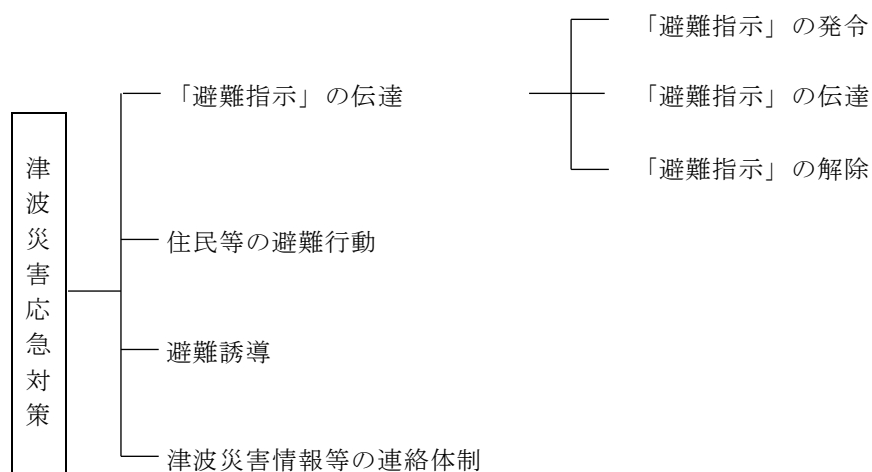 津波災害応急対策
「避難指示」の伝達
「避難指示」の発令
「避難指示」の伝達
「避難指示」の解除
住民等の避難行動
避難誘導
津波災害情報等の連絡体制